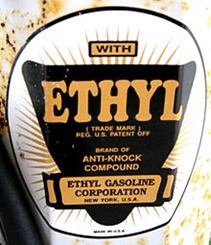 WITH
ETHYL
( TRADE MARK )
REG. U.S. PATENT OFF
BRAND OF
ANTI-KNOCK
COMPOUND
ETHYL GASOLINE
CORPORATION
NEW YORK, U.S.A.
MADE IN U.S.A